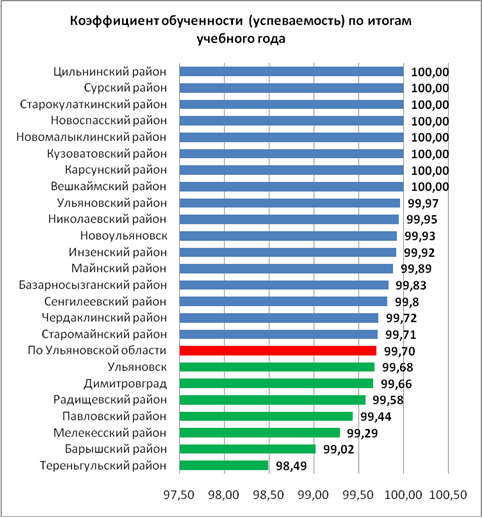 Коэффициент обученности (успеваемость) по итогам
учебного года
Цильнинский район 100,00
Сурский район 100,00
Старокулаткинский район 100,00
Новоспасский район 100,00
Новомалыклинский район 100,00
Кузоватовский район 100,00
Карсунский район 100,00
Вешкаймский район 100,00
Ульяновский район 99,97
Николаевский район 99,95
Новоульяновск 99,93
Инзенский район 99,92
Майнский район 99,89
Базарносызганский район 99,83
Сенгилеевский район 99,8
Чердаклинский район 99,72
Старомайнский район 99,71
По Ульяновской области 99,70
Ульяновск 99,68
Димитровград 99,66
Радищевский район 99,58
Павловский район 99,44
Мелекесский район 99,29
Барышский район 99,02
Тереньгульский район 98,49
97,50 98,00 98,50 99,00 99,50 100,00 100,50